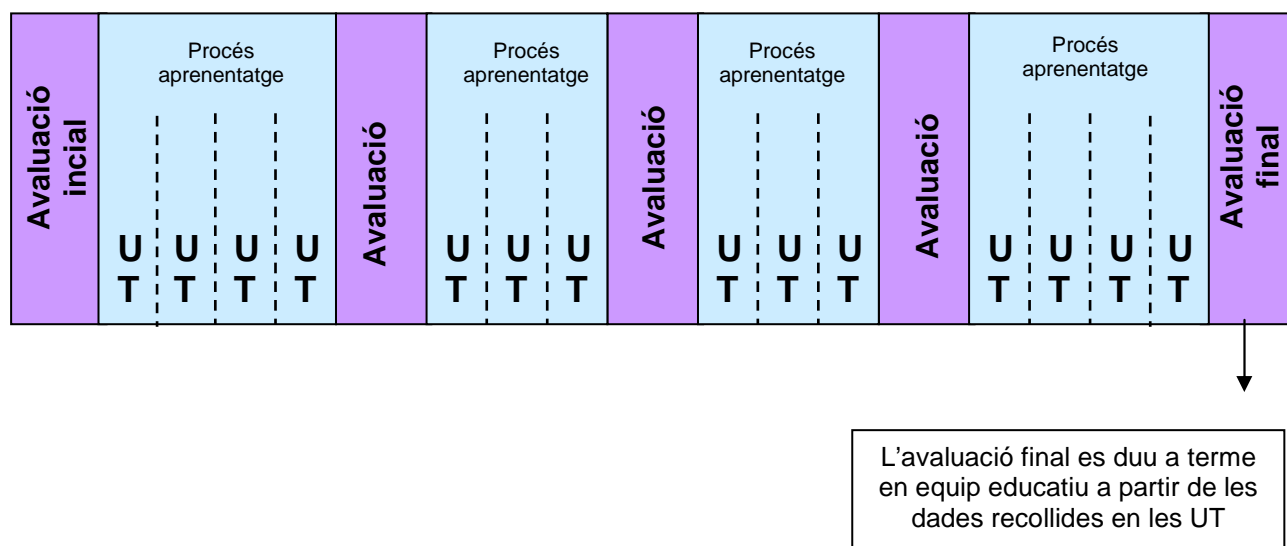 Avaluació
incial
Procés
aprenentatge
U U U U
T T T T
Avaluació
Procés
aprenentatge
U U U
T T T
Avaluació
Procés
aprenentatge
U U U
T T T
Avaluació
Procés
aprenentatge
U U U U
T T T T
Avaluació
final
L'avaluació final es duu a terme
en equip educatiu a partir de les
dades recollides en les UT